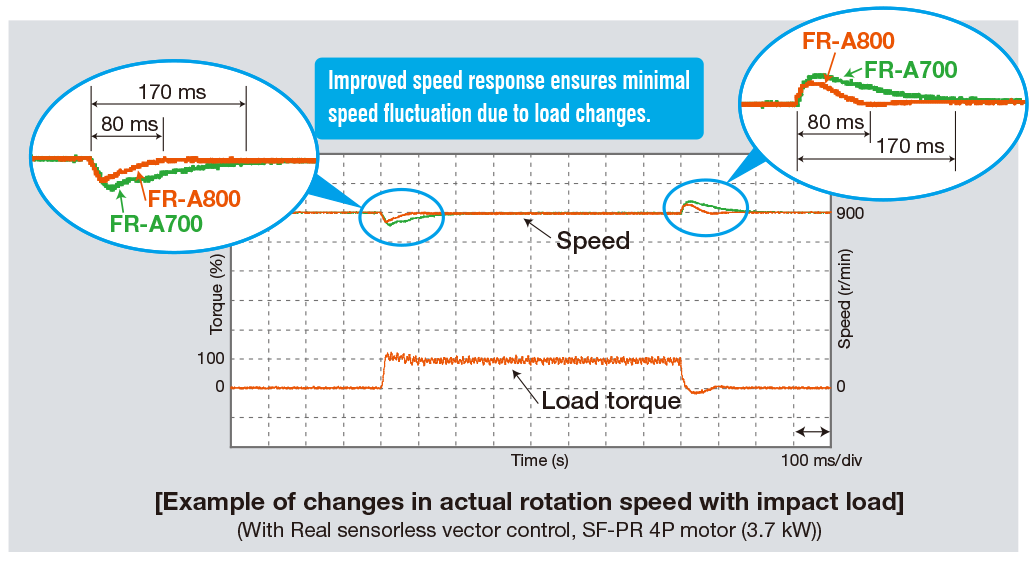 FR-A800
FR-A700
80 ms
170 ms
Improved speed response ensures minimal
speed fluctuation due to load changes.
170 ms
80 ms
FR-A800
FR-A700
900
Speed
Torque (%)
Speed (r/min)
100
0
Load torque
0
Time (s)
100 ms/div
[Example of changes in actual rotation speed with impact load]
(With Real sensorless vector control, SF-PR 4P motor (3.7 kW))